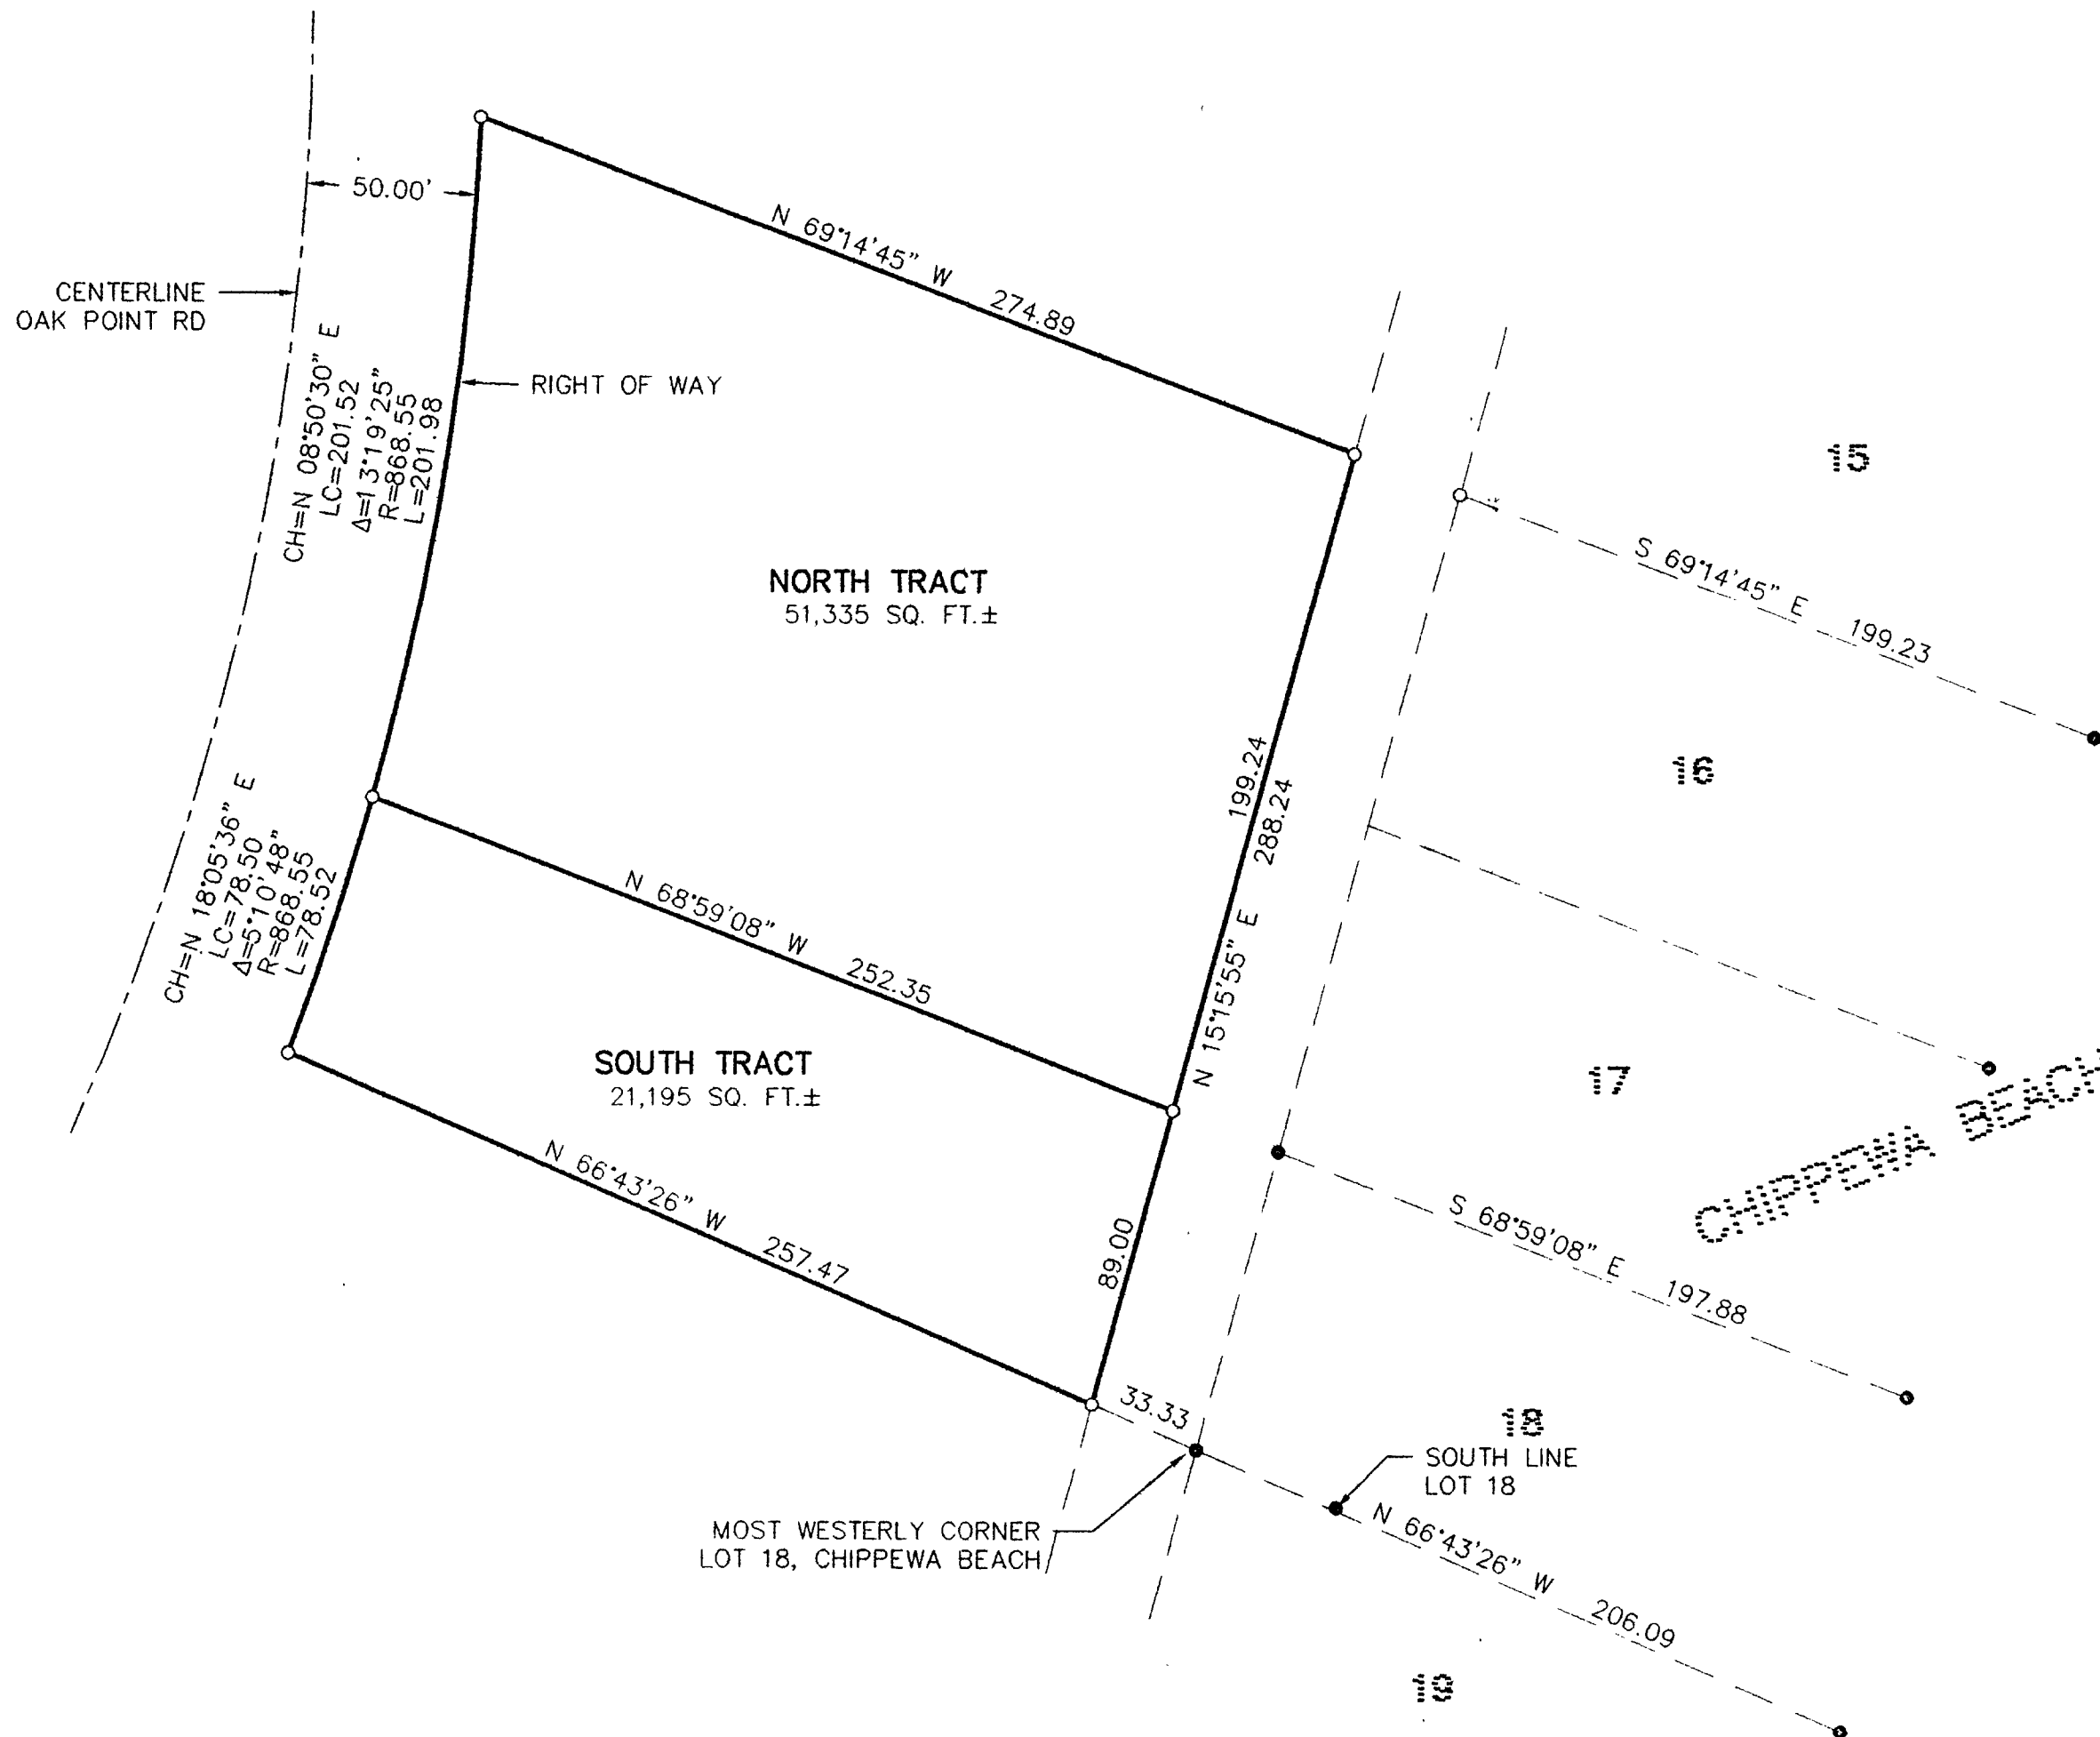 50.00'
CENTERLINE
OAK POINT RD
N 69°14'45" W 274.89
CH=N 08°50'30" E
LC=201.52
Δ=13°19'25"
R=868.55
L=201.98
RIGHT OF WAY
15
NORTH TRACT
51,335 SQ. FT.±
S 69°14'45" E 199.23
16
199.24
288.24
N 15°15'55" E
CH=N 18°05'36" E
LC=78.50
Δ=5°10'48"
R=868.55
L=78.52
N 68°59'08" W 252.35
SOUTH TRACT
21,195 SQ. FT.±
17
CHIPPEWA BEACH
N 66°43'26" W 257.47
89.00
S 68°59'08" E 197.88
33.33
18
SOUTH LINE
LOT 18
MOST WESTERLY CORNER
LOT 18, CHIPPEWA BEACH
N 66°43'26" W 206.09
19